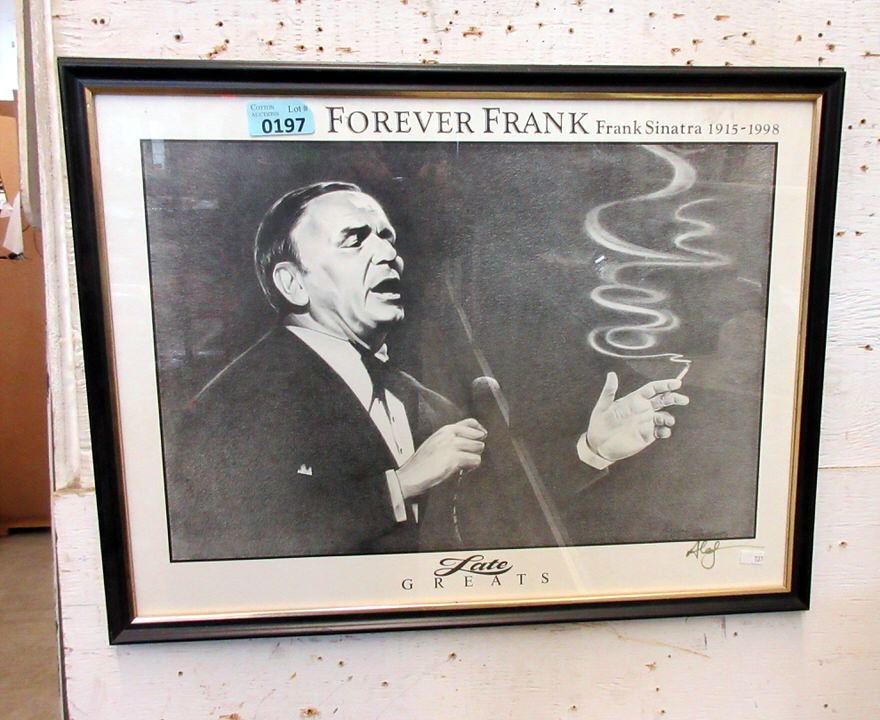 COTTON AUCTIONS Lot #
0197
FOREVER FRANK Frank Sinatra 1915-1998
Late
GREATS